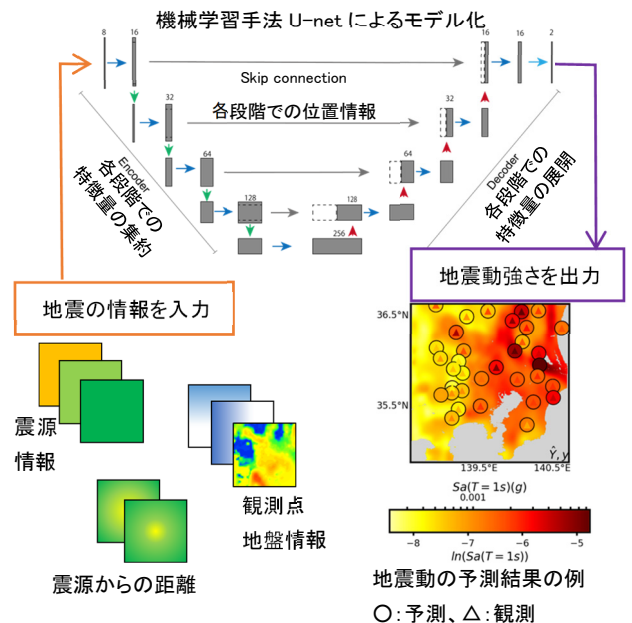 機械学習手法 U-net によるモデル化
8
16
16
16
2
Skip connection
32
各段階での位置情報
32
64
64
128
128
256
Encoder
各段階での
特徴量の集約
Decoder
各段階での
特徴量の展開
地震の情報を入力
地震動強さを出力
震源
情報
観測点
地盤情報
震源からの距離
36.5°N
35.5°N
Ŷ, y
139.5°E
140.5°E
Sa(T=1s)(g)
0.001
−8
−7
−6
−5
ln(Sa(T=1s))
地震動の予測結果の例
〇:予測、△:観測